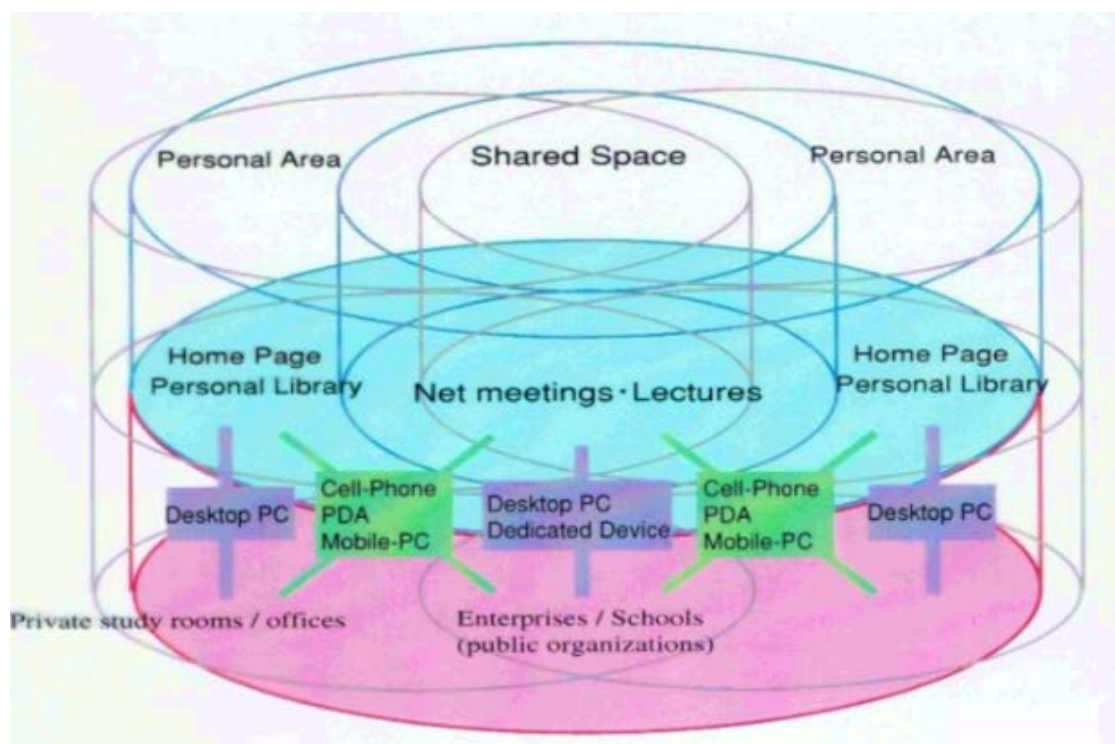 Personal Area
Shared Space
Personal Area
Home Page
Personal Library
Net meetings・Lectures
Home Page
Personal Library
Desktop PC
Cell-Phone
PDA
Mobile-PC
Desktop PC
Dedicated Device
Cell-Phone
PDA
Mobile-PC
Desktop PC
Private study rooms / offices
Enterprises / Schools
(public organizations)